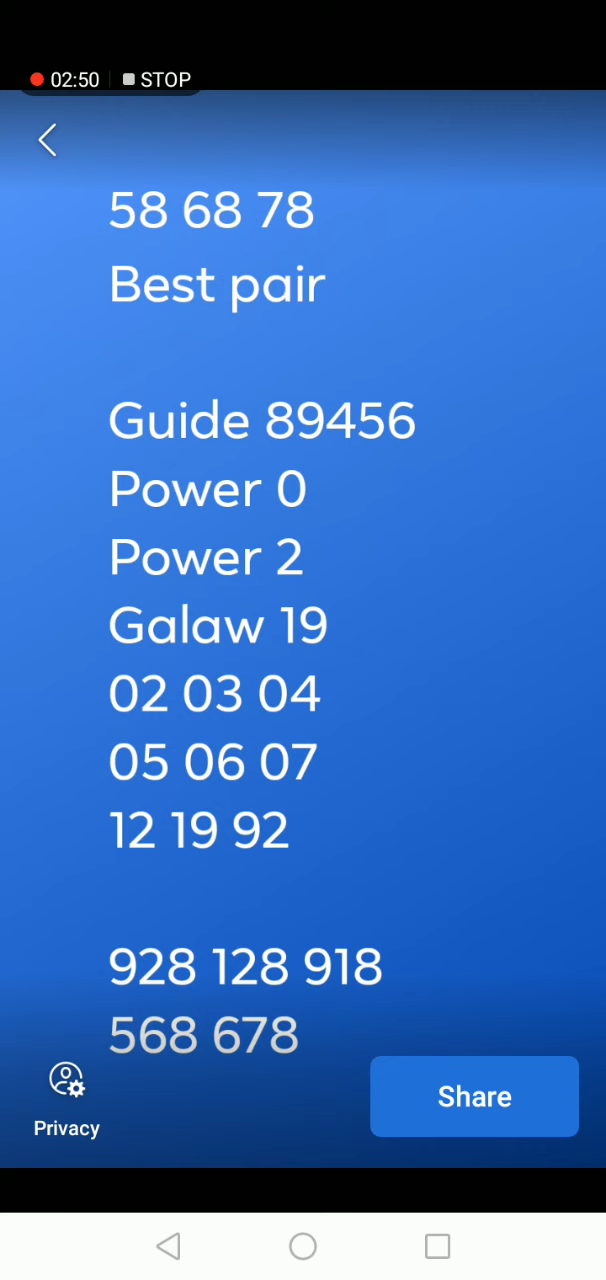 02:50 STOP
58 68 78
Best pair
Guide 89456
Power 0
Power 2
Galaw 19
02 03 04
05 06 07
12 19 92
928 128 918
568 678
Share
Privacy